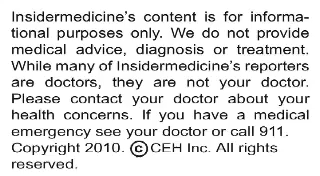 Insidermedicine's content is for informa-
tional purposes only. We do not provide
medical advice, diagnosis or treatment.
While many of Insidermedicine's reporters
are doctors, they are not your doctor.
Please contact your doctor about your
health concerns. If you have a medical
emergency see your doctor or call 911.
Copyright 2010. © CEH Inc. All rights
reserved.